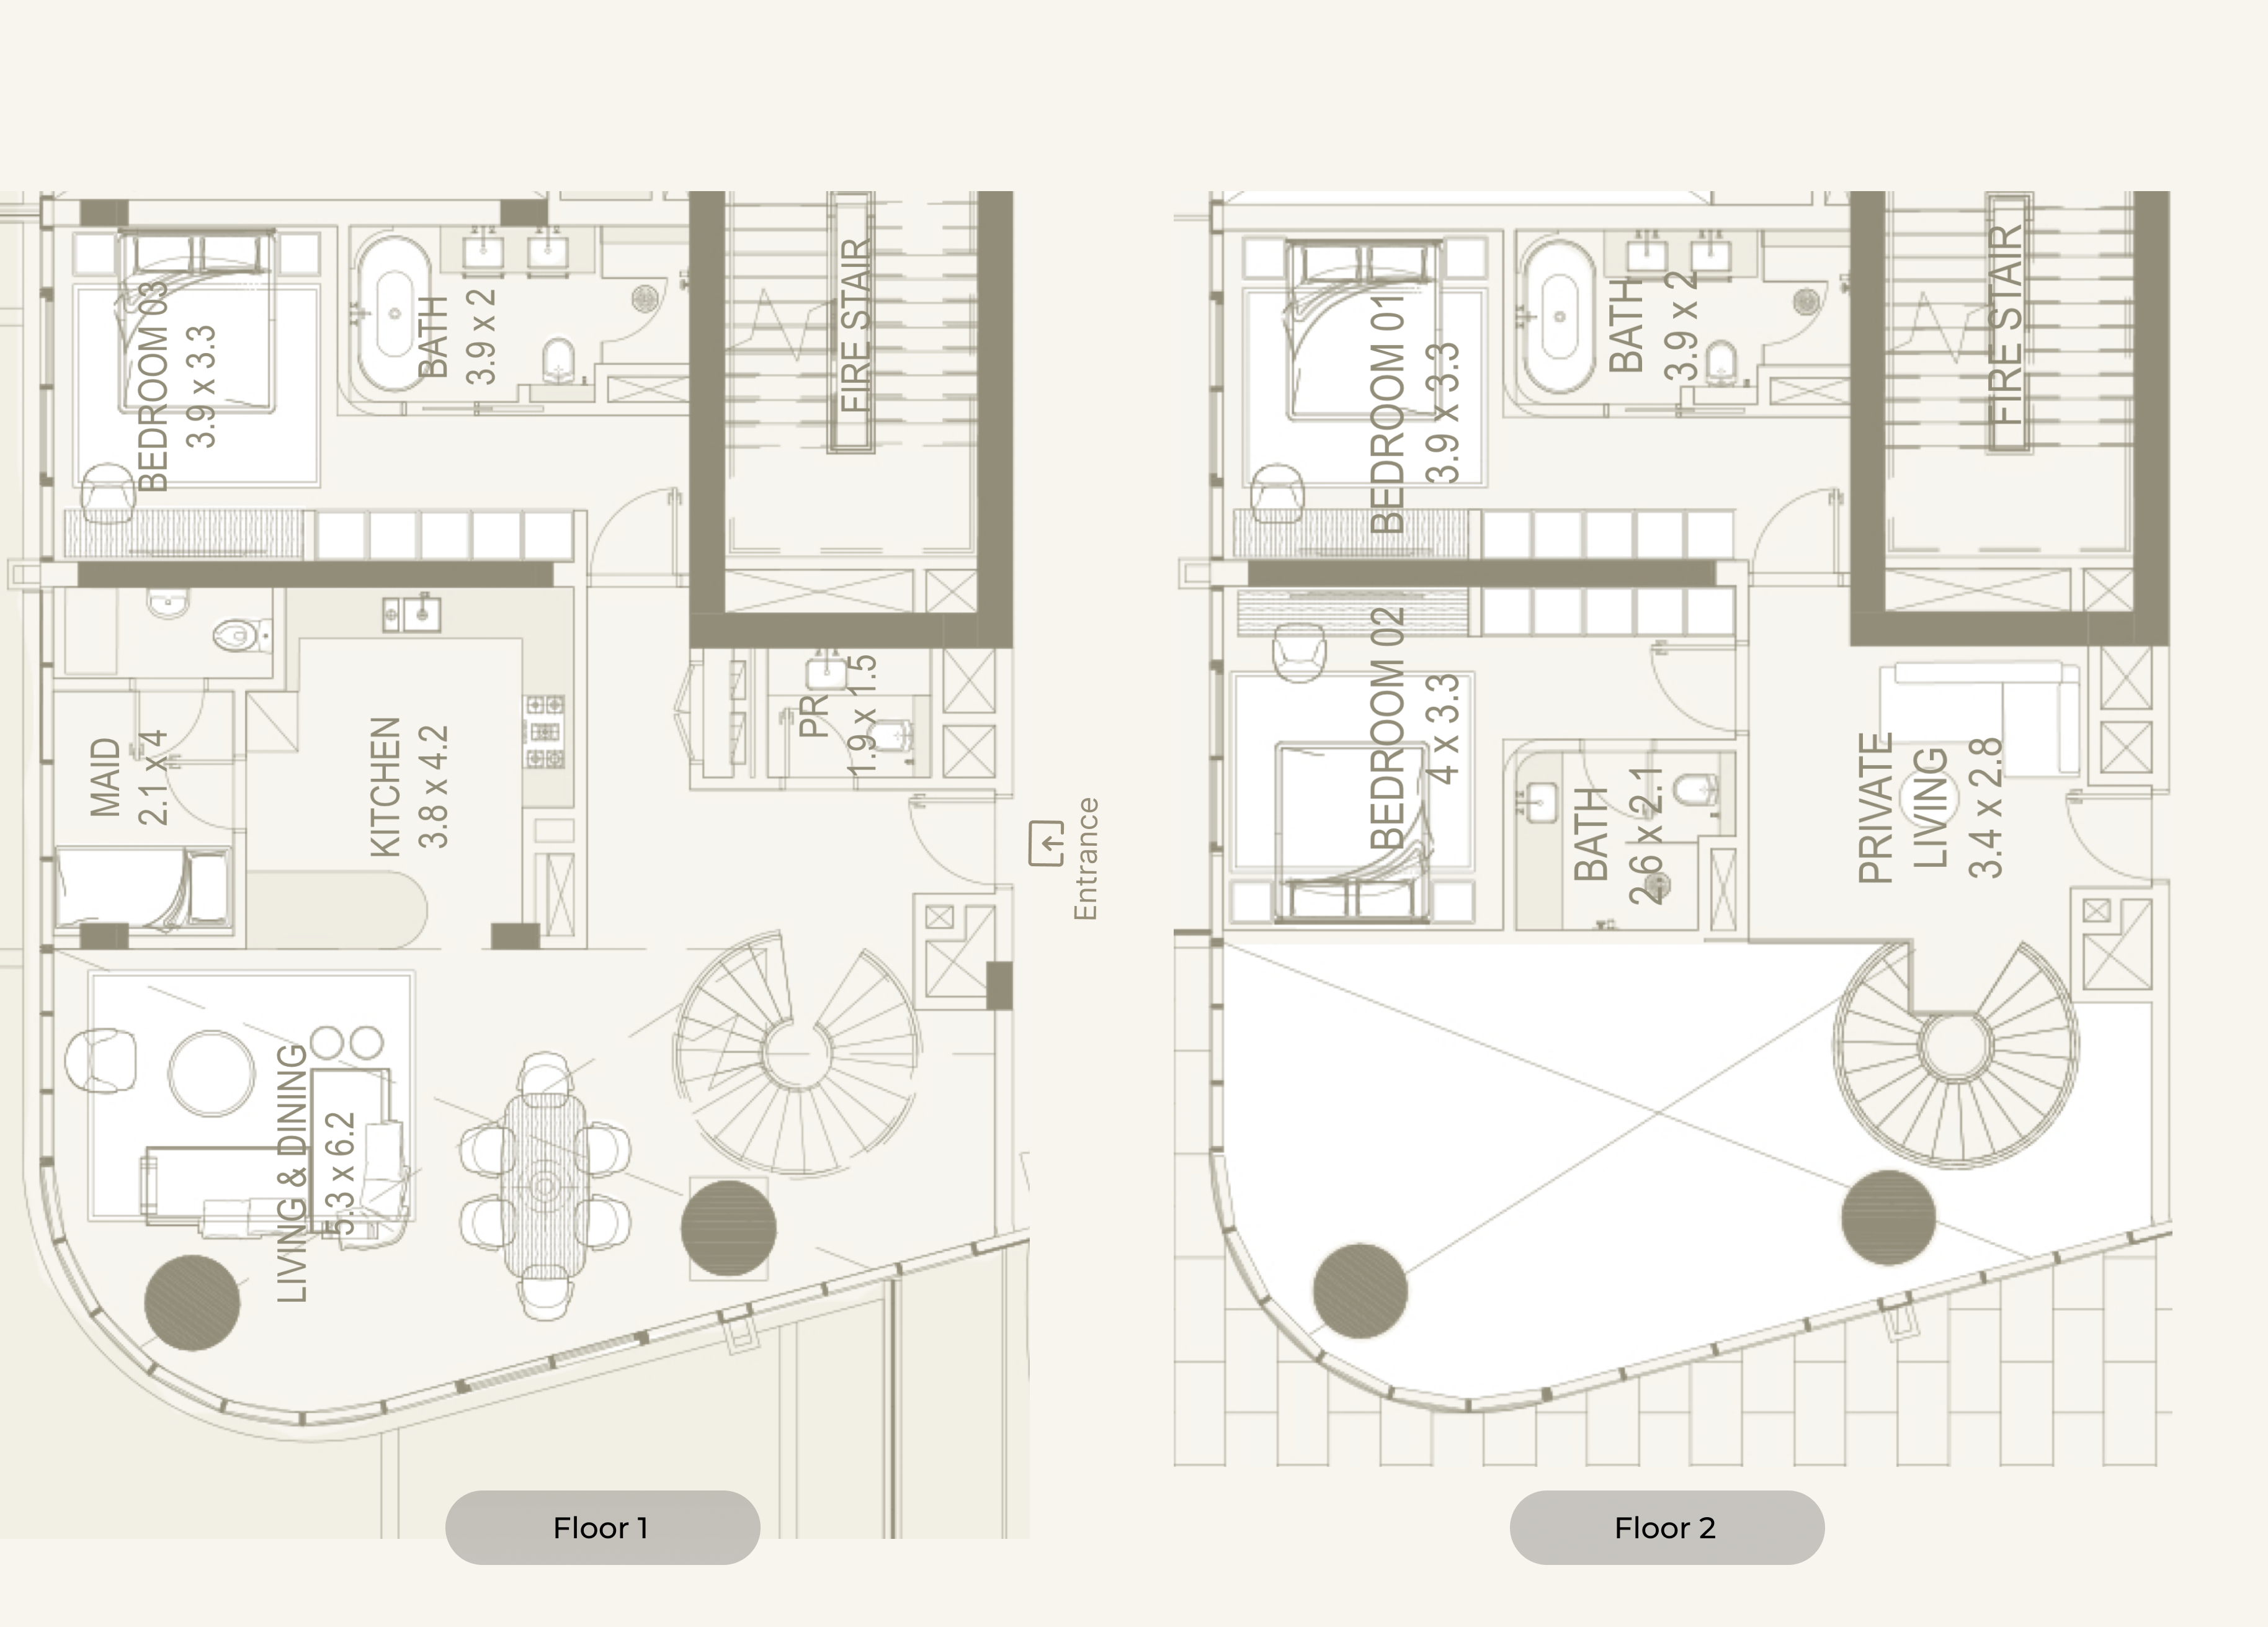 BEDROOM 03
3.9 x 3.3
BATH
3.9 x 2
FIRE STAIR
MAID
2.1 x 4
KITCHEN
3.8 x 4.2
PR
1.9 x 1.5
Entrance
LIVING & DINING
5.3 x 6.2
Floor 1
BEDROOM 01
3.9 x 3.3
BATH
3.9 x 2
FIRE STAIR
BEDROOM 02
4 x 3.3
BATH
2.6 x 2.1
PRIVATE
LIVING
3.4 x 2.8
Floor 2